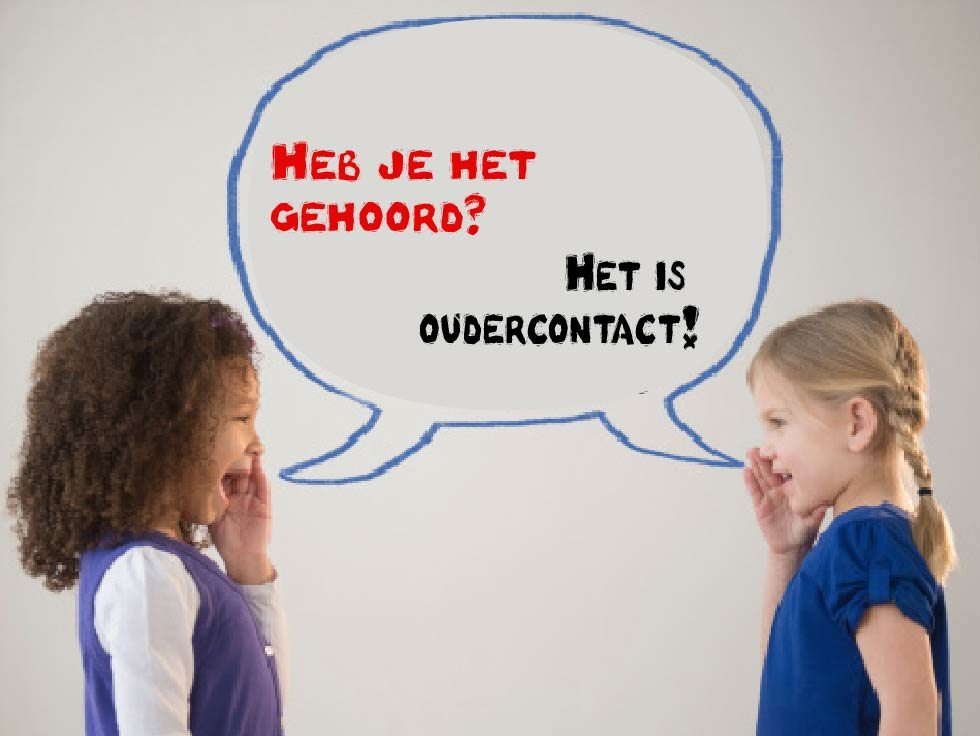 Heb je het
gehoord?
Het is
oudercontact!